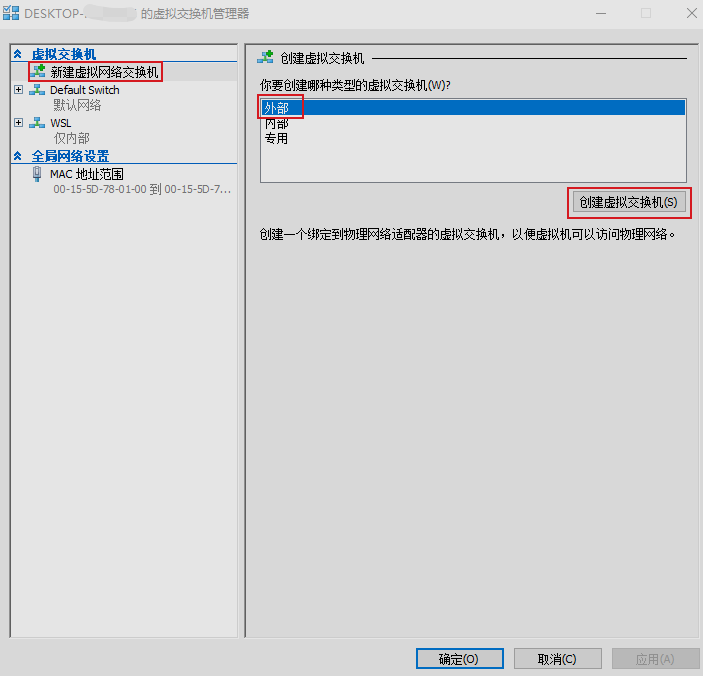 DESKTOP- 的虚拟交换机管理器
虚拟交换机
新建虚拟网络交换机
Default Switch
默认网络
WSL
仅内部
全局网络设置
MAC 地址范围
00-15-5D-78-01-00 到 00-15-5D-7...
创建虚拟交换机
你要创建哪种类型的虚拟交换机(W)?
外部
内部
专用
创建虚拟交换机(S)
创建一个绑定到物理网络适配器的虚拟交换机，以便虚拟机可以访问物理网络。
确定(O)
取消(C)
应用(A)